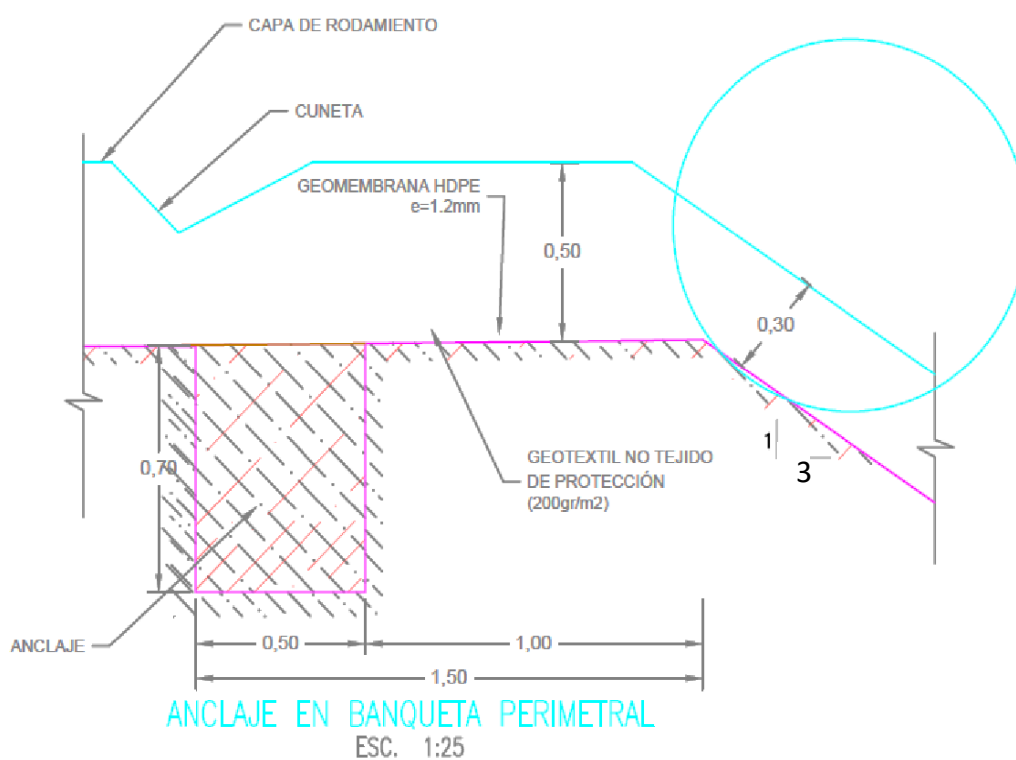 CAPA DE RODAMIENTO
CUNETA
GEOMEMBRANA HDPE
e=1.2mm
0,50
0,30
0,70
1
3
GEOTEXTIL NO TEJIDO
DE PROTECCIÓN
(200gr/m2)
ANCLAJE
0,50
1,00
1,50
ANCLAJE EN BANQUETA PERIMETRAL
ESC. 1:25